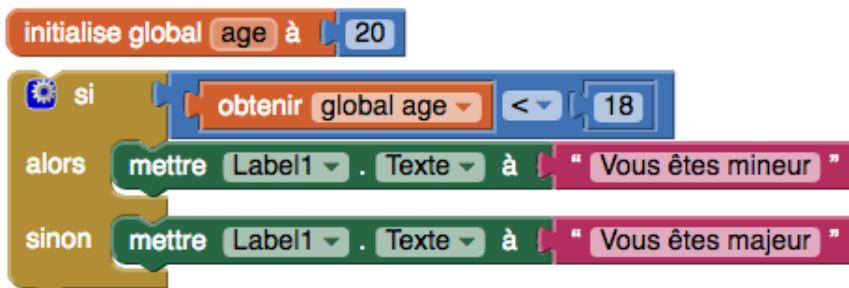 initialise global age à 20
si obtenir global age < 18
alors mettre Label1 . Texte à " Vous êtes mineur "
sinon mettre Label1 . Texte à " Vous êtes majeur "